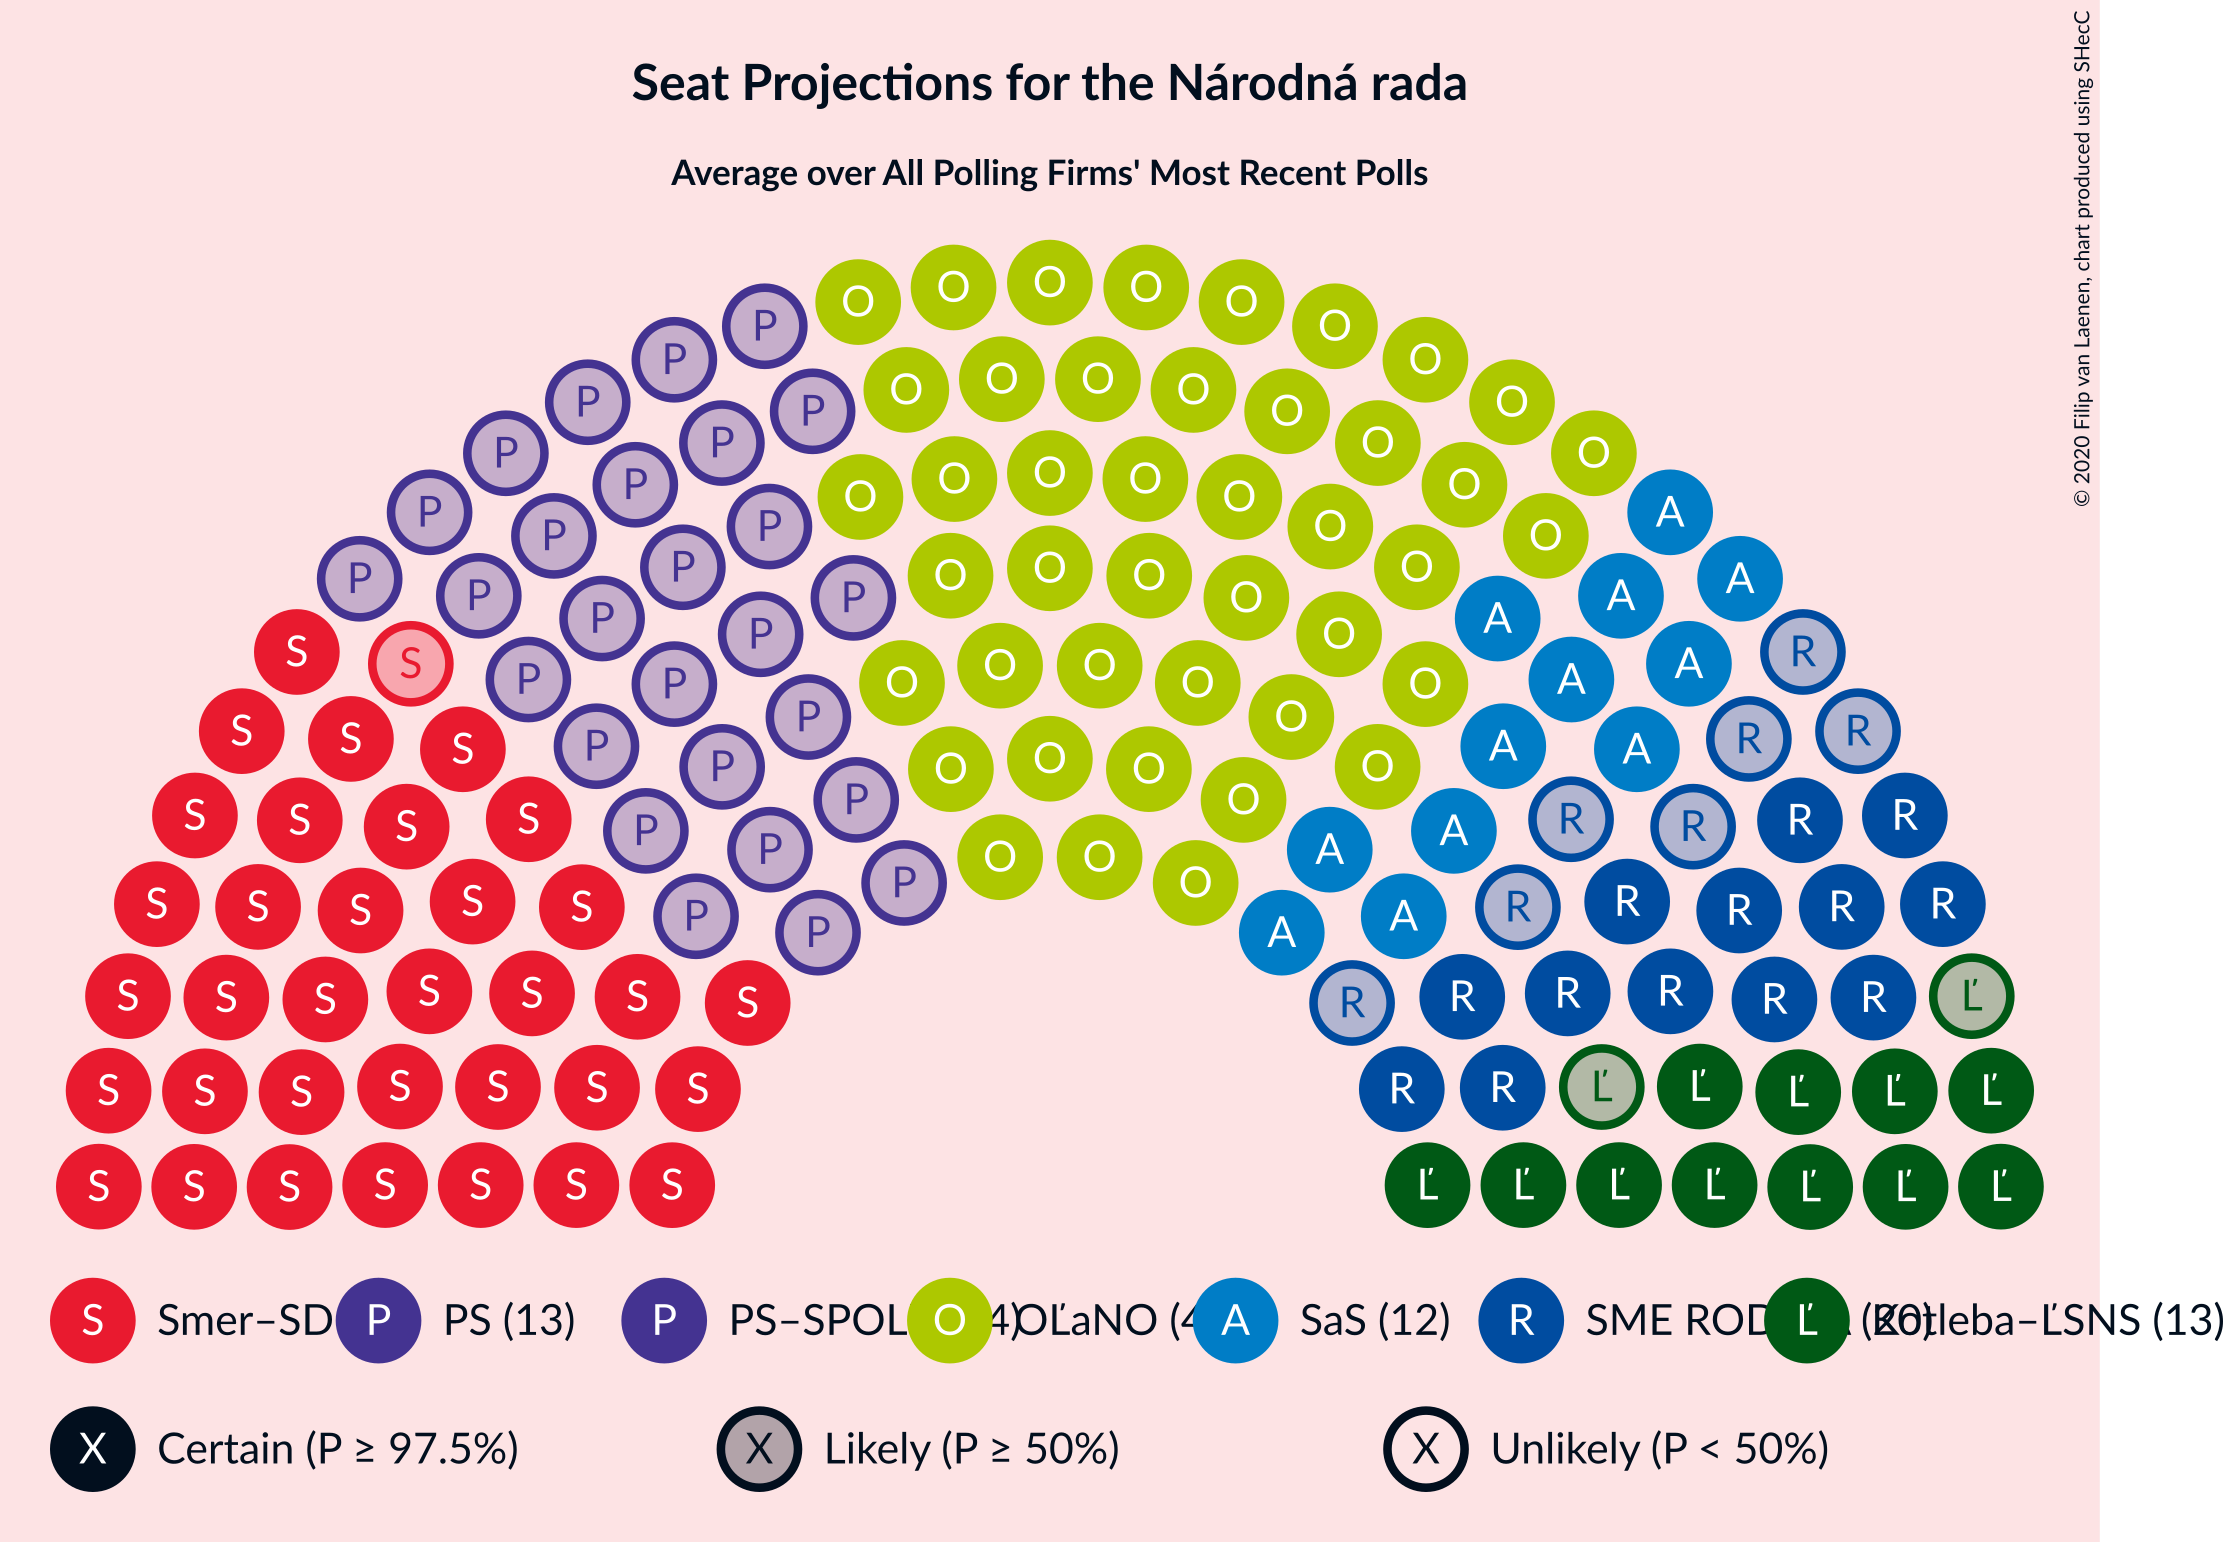 Seat Projections for the Národná rada
Average over All Polling Firms' Most Recent Polls
© 2020 Filip van Laenen, chart produced using SHecC
O O O O O
P O
P O
O O O O
P P O O
P P O O
P O O O O O O
P P P O O A
P P O O O O A
P P P O A A
S S P O O O A R
P P O O O A
S S S P P O A A R R
P O O O O
S S S S P P O A R R R R
P O O A
S S S S S P P O A R R R R R
P A
S S S S S S S R R R R R R Ľ
S S S S S S S R R Ľ Ľ Ľ Ľ Ľ
S S S S S S S Ľ Ľ Ľ Ľ Ľ Ľ Ľ
S Smer–SD P PS (13) P PS–SPOL 4) O OĽaNO (4 A SaS (12) R SME ROD (20) Ľ Kotleba–ĽSNS (13)
X Certain (P ≥ 97.5%) X Likely (P ≥ 50%) X Unlikely (P < 50%)